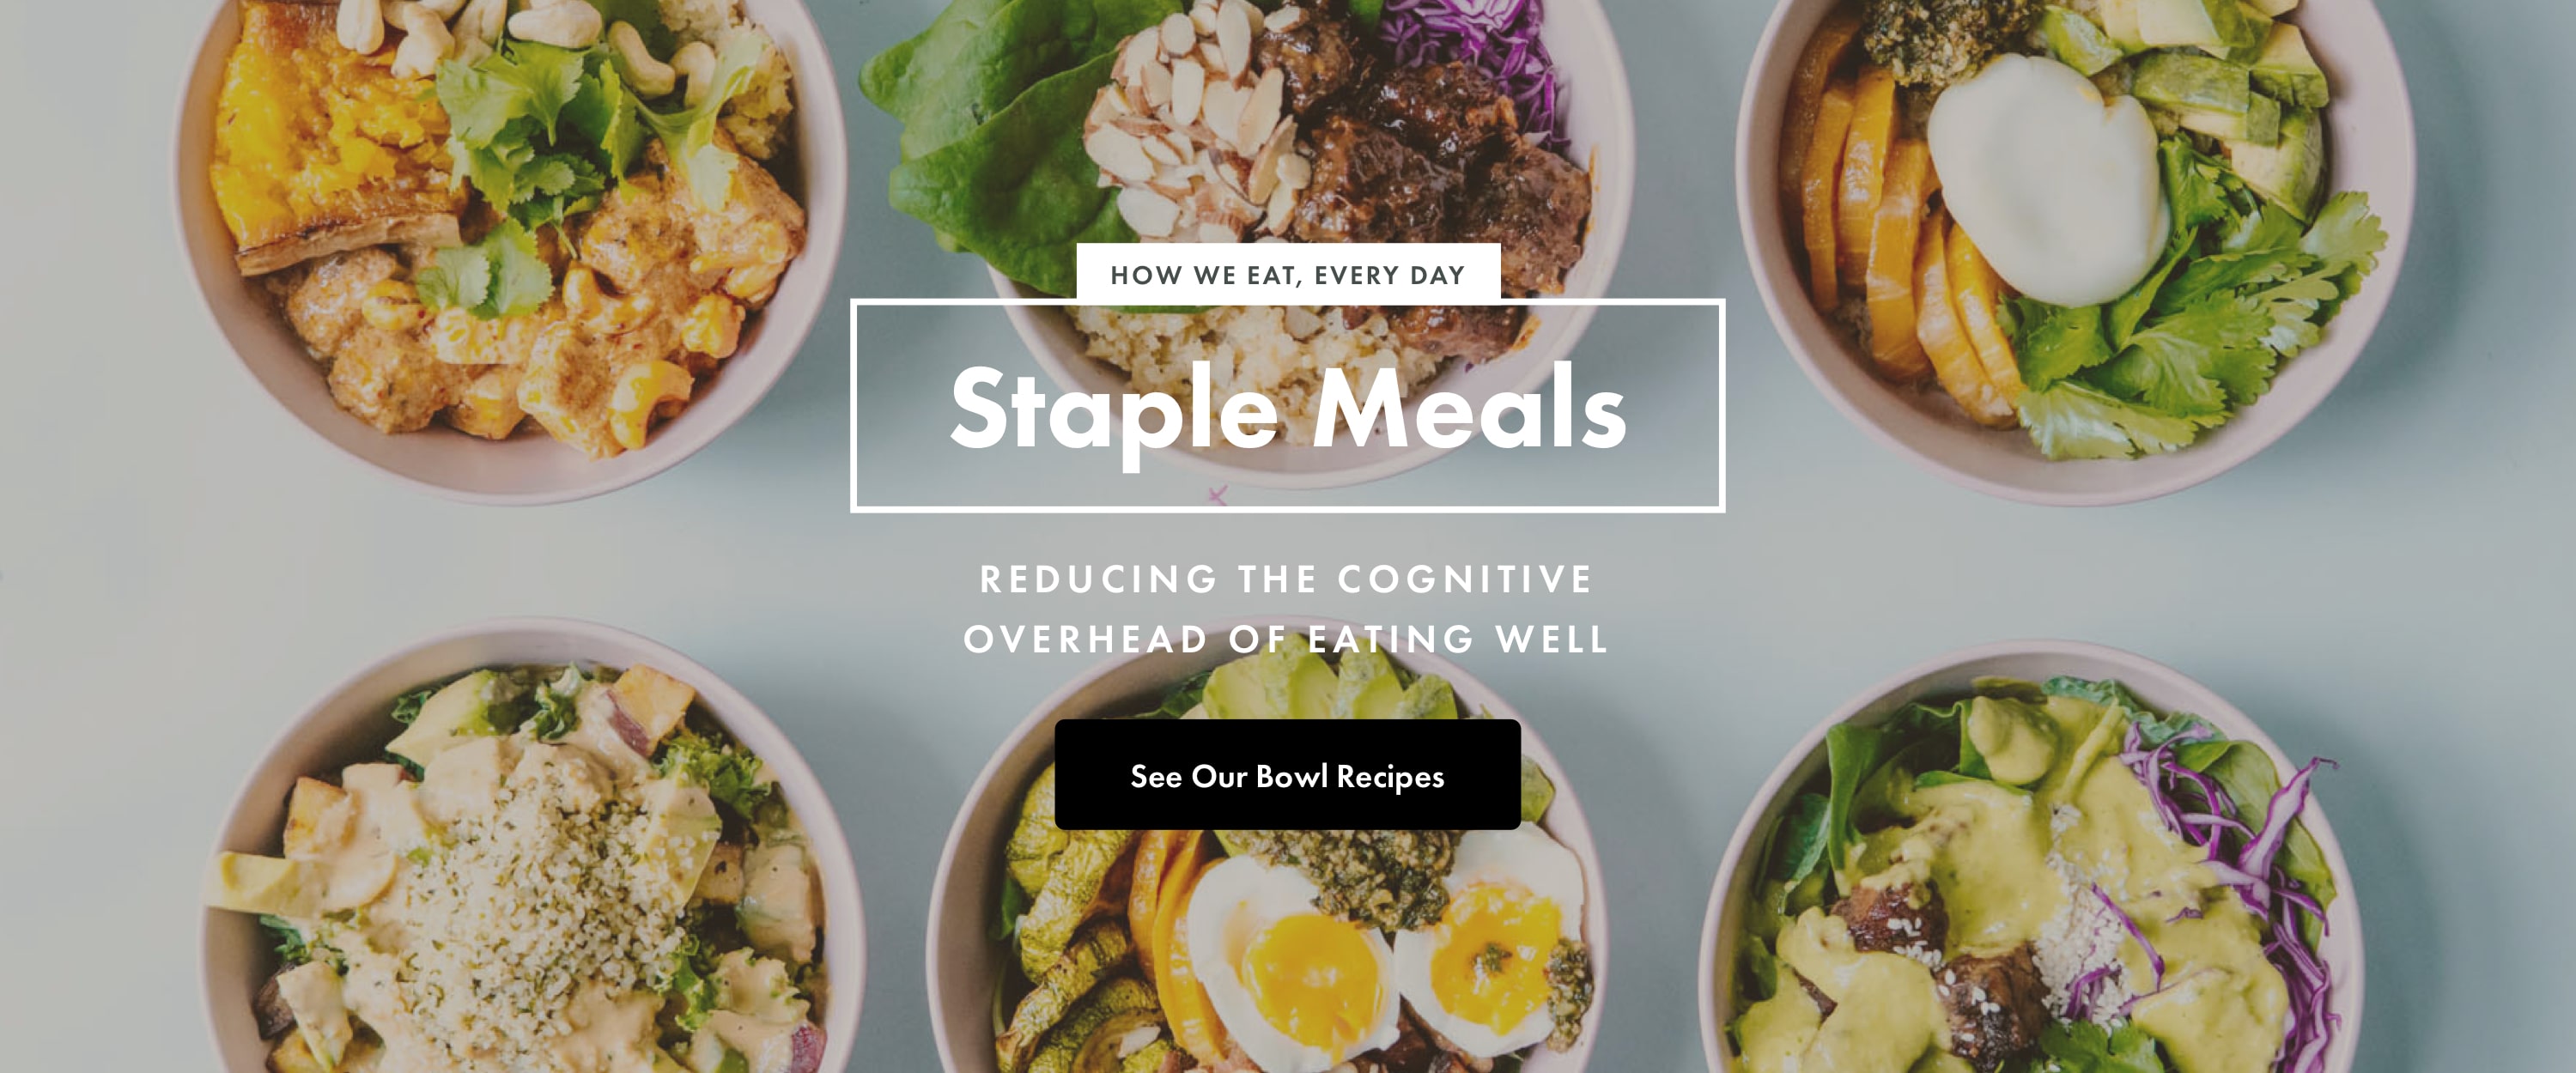 HOW WE EAT, EVERY DAY
Staple Meals
REDUCING THE COGNITIVE
OVERHEAD OF EATING WELL
See Our Bowl Recipes